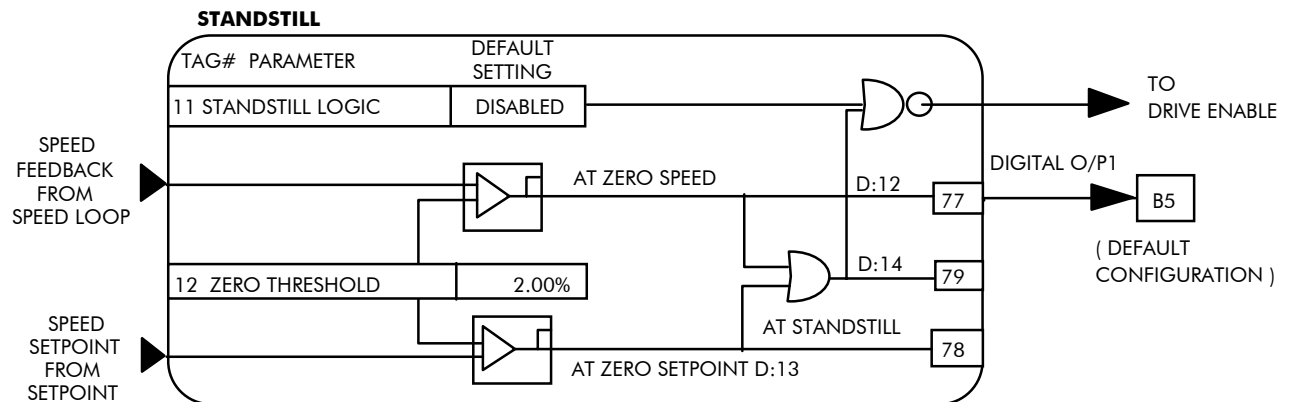 STANDSTILL
TAG# PARAMETER
DEFAULT
SETTING
11 STANDSTILL LOGIC
DISABLED
TO
DRIVE ENABLE
SPEED
FEEDBACK
FROM
SPEED LOOP
AT ZERO SPEED
D:12
77
DIGITAL O/P1
B5
( DEFAULT
CONFIGURATION )
12 ZERO THRESHOLD
2.00%
D:14
79
SPEED
SETPOINT
FROM
SETPOINT
AT STANDSTILL
78
AT ZERO SETPOINT D:13